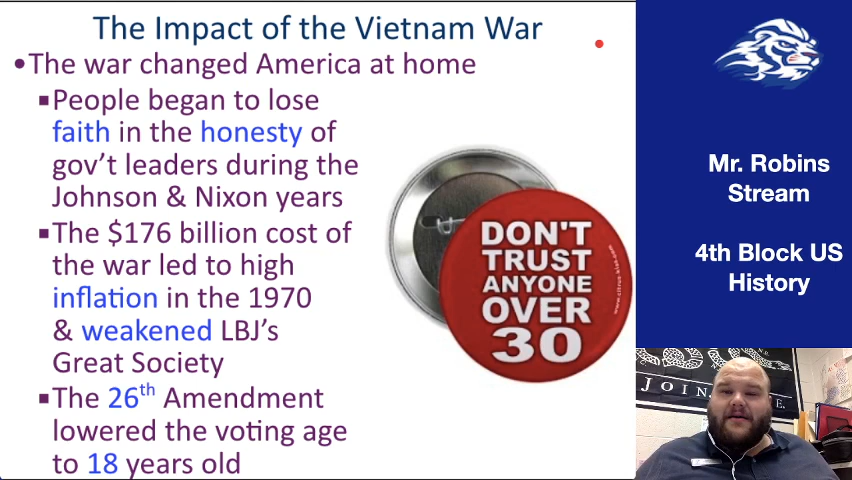 The Impact of the Vietnam War
•The war changed America at home
▪People began to lose
faith in the honesty of
gov't leaders during the
Johnson & Nixon years
▪The $176 billion cost of
the war led to high
inflation in the 1970
& weakened LBJ's
Great Society
▪The 26th Amendment
lowered the voting age
to 18 years old
DON'T
TRUST
ANYONE
OVER
30
Mr. Robins
Stream
4th Block US
History
JOIN,